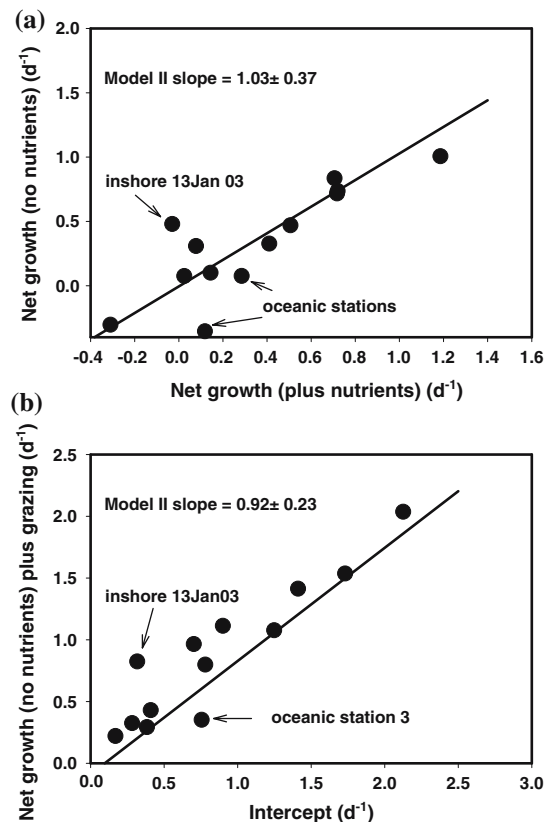 (a)
2.0
1.5
1.0
0.5
0.0
Net growth (no nutrients) (d⁻¹)
Model II slope = 1.03± 0.37
inshore 13Jan 03
oceanic stations
-0.4 -0.2 0.0 0.2 0.4 0.6 0.8 1.0 1.2 1.4 1.6
Net growth (plus nutrients) (d⁻¹)
(b)
2.5
2.0
1.5
1.0
0.5
0.0
Net growth (no nutrients) plus grazing (d⁻¹)
Model II slope = 0.92± 0.23
inshore 13Jan03
oceanic station 3
0.0 0.5 1.0 1.5 2.0 2.5 3.0
Intercept (d⁻¹)